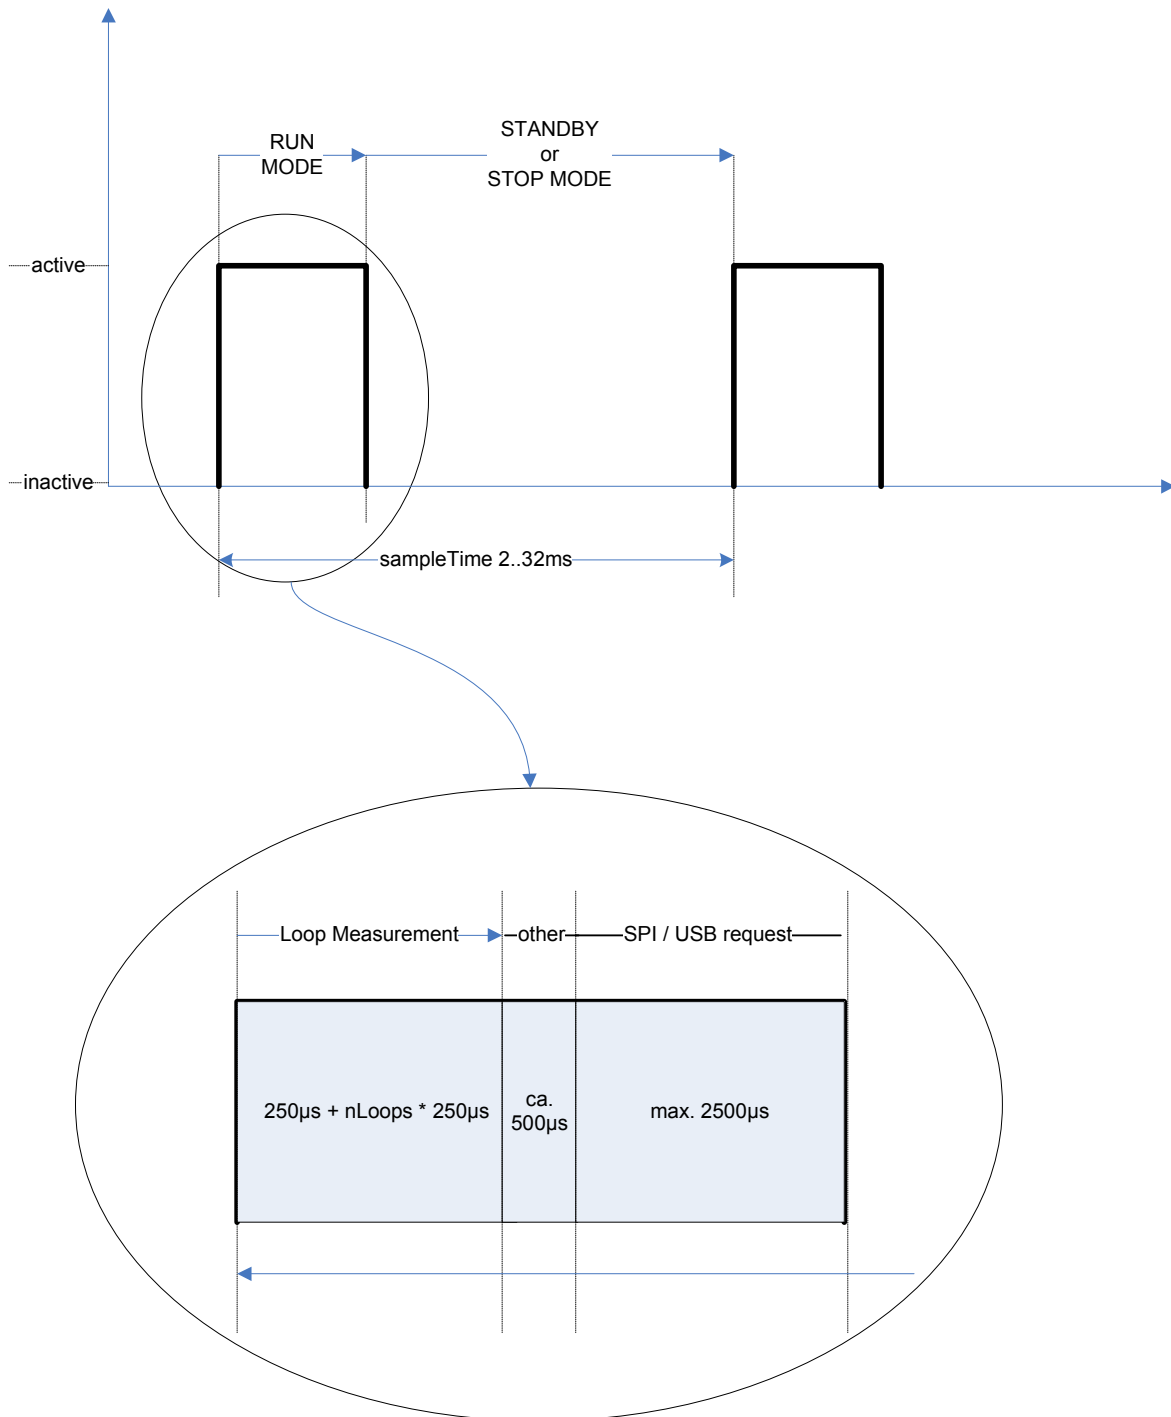 RUN
MODE
STANDBY
or
STOP MODE
active
inactive
sampleTime 2..32ms
Loop Measurement
other
SPI / USB request
250µs + nLoops * 250µs
ca.
500µs
max. 2500µs